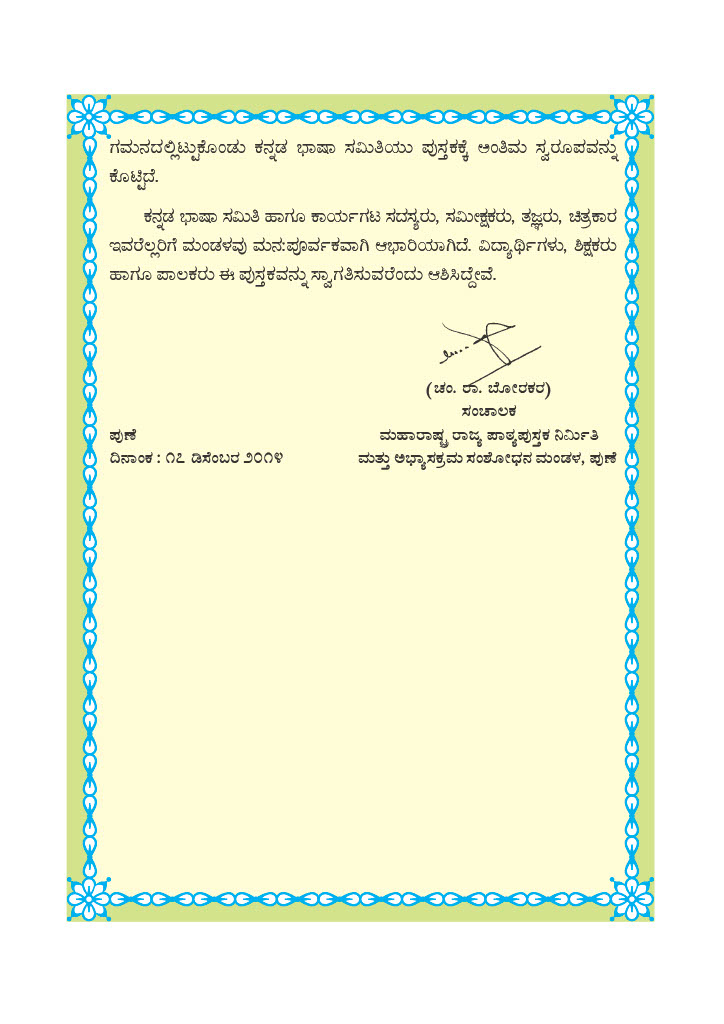 ಗಮನದಲ್ಲಿಟ್ಟುಕೊಂಡು ಕನ್ನಡ ಭಾಷಾ ಸಮಿತಿಯು ಪುಸ್ತಕಕ್ಕೆ ಅಂತಿಮ ಸ್ವರೂಪವನ್ನು
ಕೊಟ್ಟಿದೆ.
ಕನ್ನಡ ಭಾಷಾ ಸಮಿತಿ ಹಾಗೂ ಕಾರ್ಯಗಟ ಸದಸ್ಯರು, ಸಮೀಕ್ಷಕರು, ತಜ್ಞರು, ಚಿತ್ರಕಾರ
ಇವರೆಲ್ಲರಿಗೆ ಮಂಡಳವು ಮನ:ಪೂರ್ವಕವಾಗಿ ಆಭಾರಿಯಾಗಿದೆ. ವಿದ್ಯಾರ್ಥಿಗಳು, ಶಿಕ್ಷಕರು
ಹಾಗೂ ಪಾಲಕರು ಈ ಪುಸ್ತಕವನ್ನು ಸ್ವಾಗತಿಸುವರೆಂದು ಆಶಿಸಿದ್ದೇವೆ.
(ಚಂ. ರಾ. ಬೋರಕರ)
ಸಂಚಾಲಕ
ಪುಣೆ ಮಹಾರಾಷ್ಟ್ರ ರಾಜ್ಯ ಪಾಠ್ಯಪುಸ್ತಕ ನಿರ್ಮಿತಿ
ದಿನಾಂಕ : ೧೭ ಡಿಸೆಂಬರ ೨೦೧೪ ಮತ್ತು ಅಭ್ಯಾಸಕ್ರಮ ಸಂಶೋಧನ ಮಂಡಳ, ಪುಣೆ